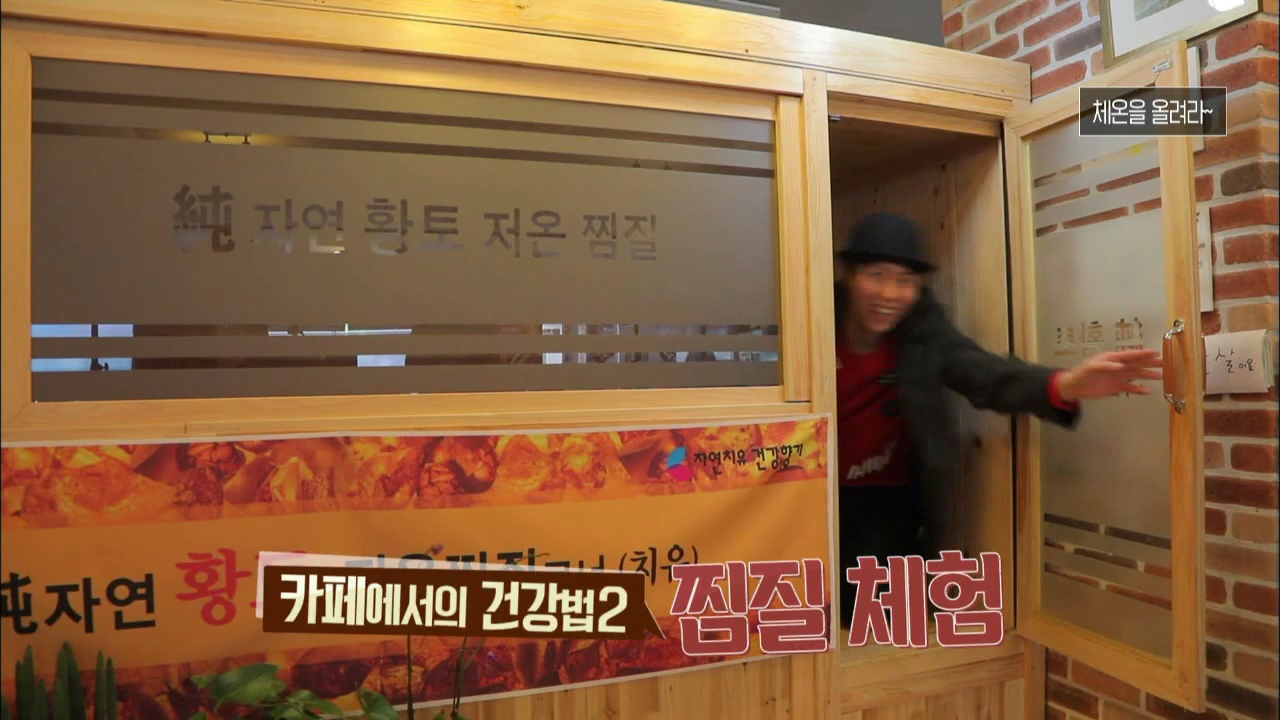 체온을 올려라~
純 자연 황토 저온 찜질
자연치유 건강향기
純자연 황
(치유)
카페에서의 건강법2
찜질 체험